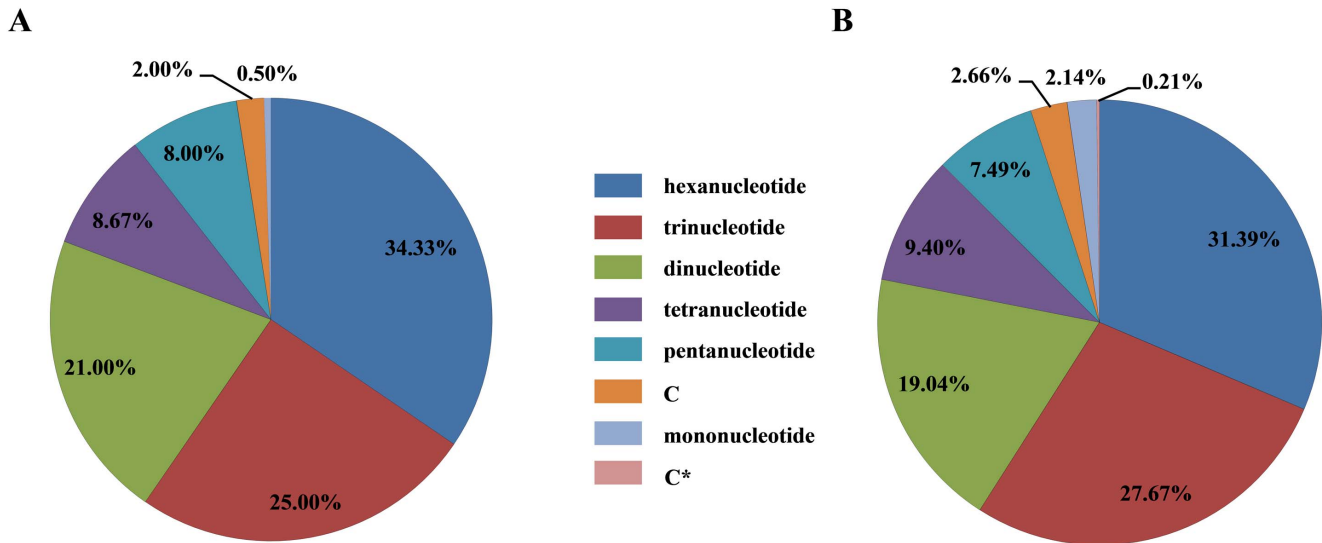 A
B
2.00%
0.50%
8.00%
8.67%
34.33%
21.00%
25.00%
hexanucleotide
trinucleotide
dinucleotide
tetranucleotide
pentanucleotide
C
mononucleotide
C*
2.66%
2.14%
0.21%
7.49%
9.40%
31.39%
19.04%
27.67%